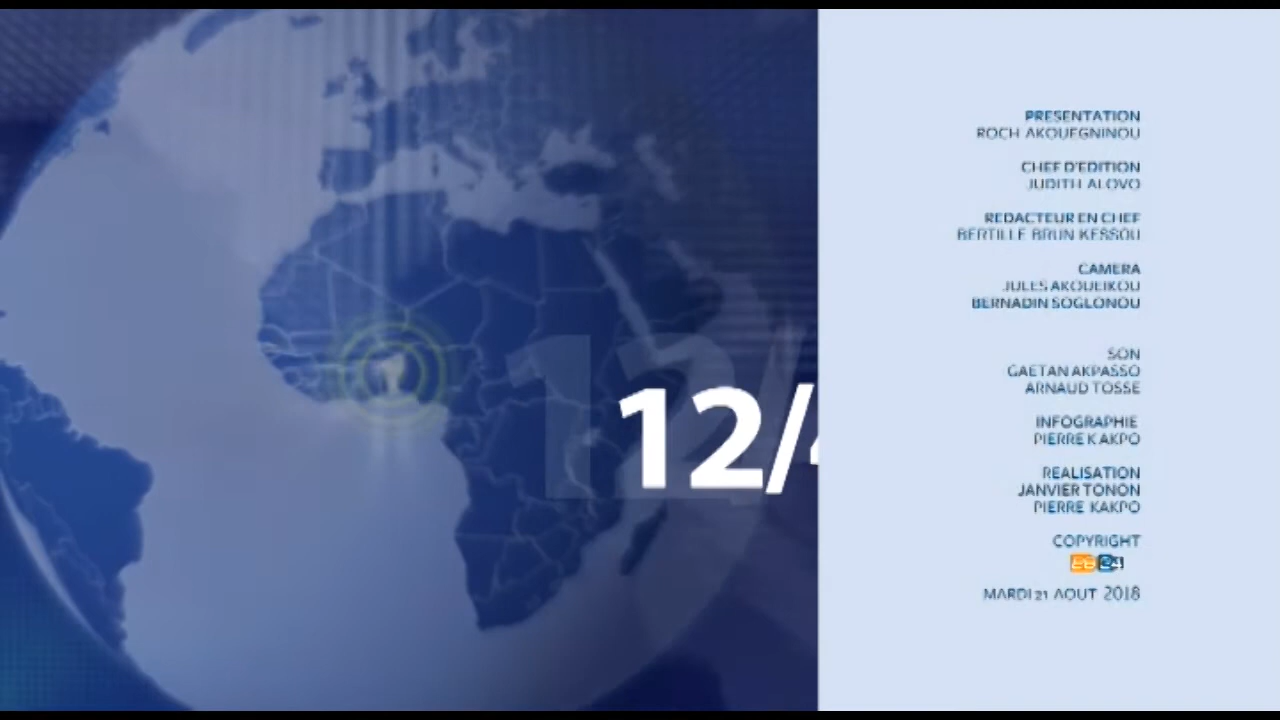 12/
PRESENTATION
ROCH AKOUEGNINOU
CHEF D'EDITION
JUDITH ALOVO
REDACTEUR EN CHEF
BERTILLE BRUN KESSOU
CAMERA
JULES AKOUEIKOU
BERNADIN SOGLONOU
SON
GAETAN AKPASSO
ARNAUD TOSSE
INFOGRAPHIE
PIERRE KAKPO
REALISATION
JANVIER TONON
PIERRE KAKPO
COPYRIGHT
MARDI 21 AOUT 2018